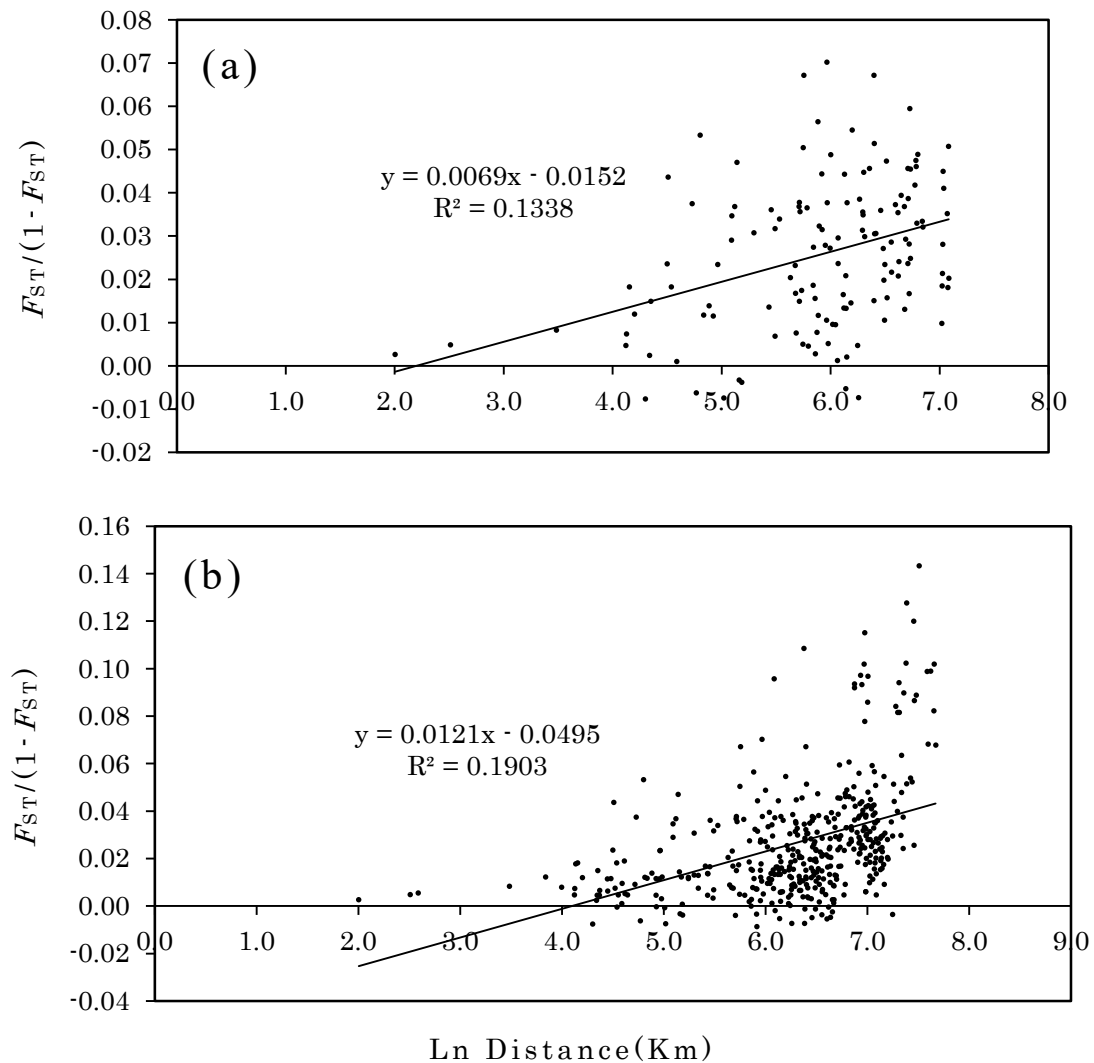 0.08
(a)
0.07
0.06
0.05
y = 0.0069x - 0.0152
R² = 0.1338
0.04
0.03
0.02
0.01
0.00
-0.01
-0.02
0.0 1.0 2.0 3.0 4.0 5.0 6.0 7.0 8.0
FST/(1 - FST)
0.16
(b)
0.14
0.12
0.10
0.08
y = 0.0121x - 0.0495
R² = 0.1903
0.06
0.04
0.02
0.00
-0.02
-0.04
0.0 1.0 2.0 3.0 4.0 5.0 6.0 7.0 8.0 9.0
FST/(1 - FST)
Ln Distance(Km)